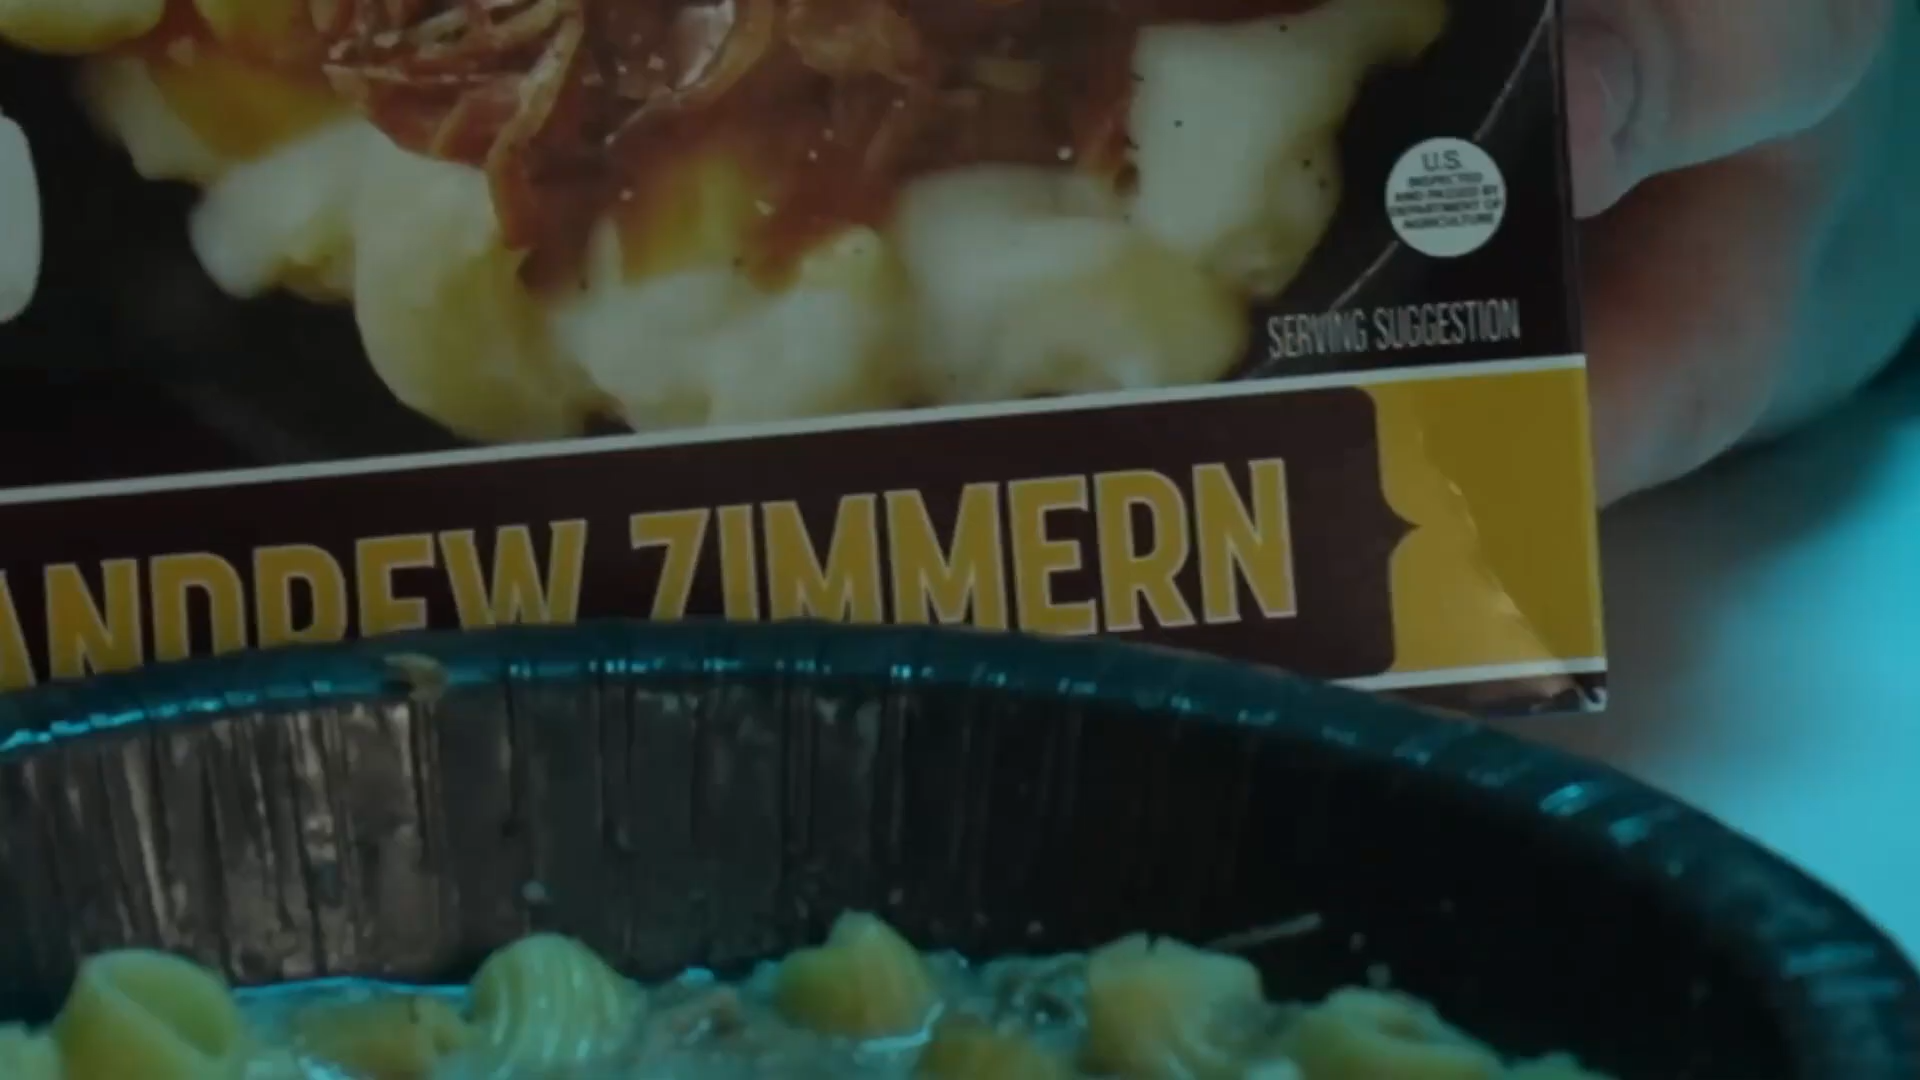 U.S.
INSPECTED
AND PASSED BY
DEPARTMENT OF
AGRICULTURE
SERVING SUGGESTION
ANDREW ZIMMERN